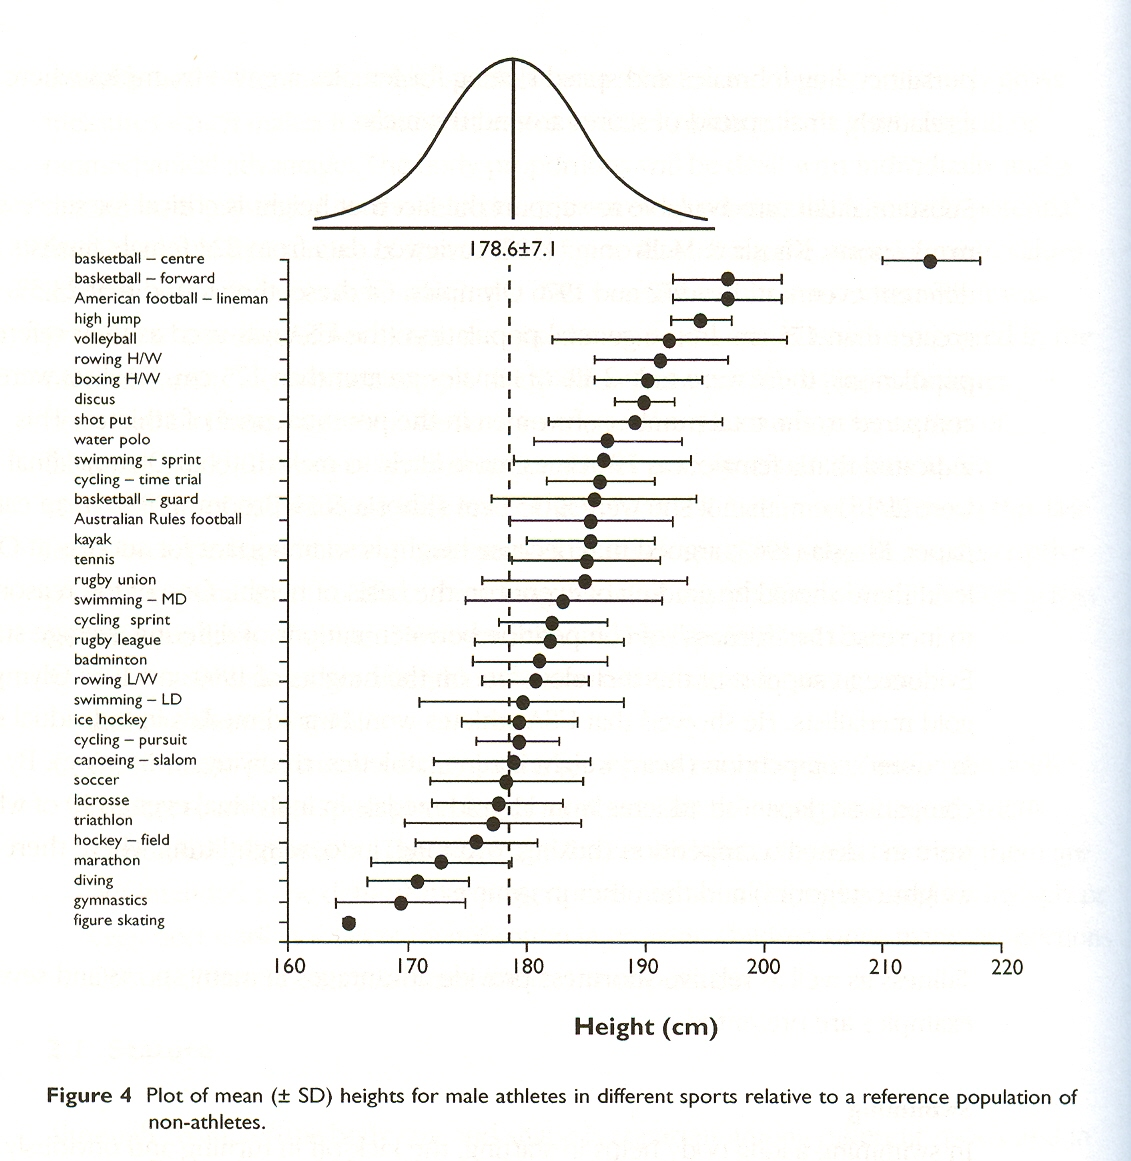 178.6±7.1
basketball – centre
basketball – forward
American football – lineman
high jump
volleyball
rowing H/W
boxing H/W
discus
shot put
water polo
swimming – sprint
cycling – time trial
basketball – guard
Australian Rules football
kayak
tennis
rugby union
swimming – MD
cycling sprint
rugby league
badminton
rowing L/W
swimming – LD
ice hockey
cycling – pursuit
canoeing – slalom
soccer
lacrosse
triathlon
hockey – field
marathon
diving
gymnastics
figure skating
160 170 180 190 200 210 220
Height (cm)
Figure 4 Plot of mean (± SD) heights for male athletes in different sports relative to a reference population of
non-athletes.